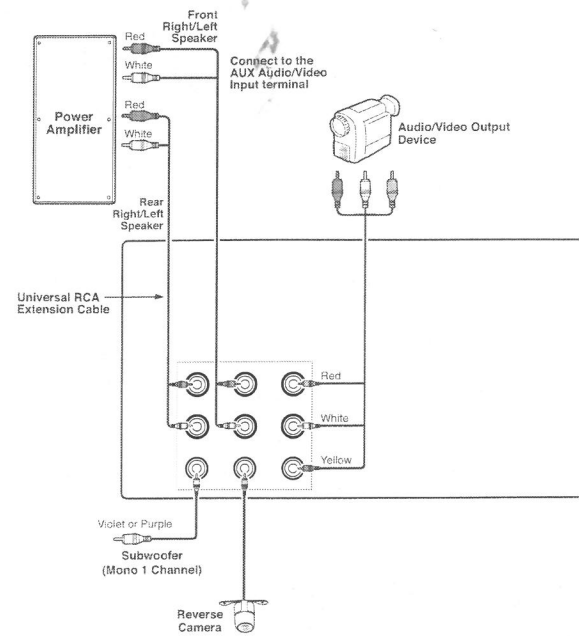 Front
Right/Left
Speaker
Red
White
Connect to the
AUX Audio/Video
Input terminal
Red
Power
Amplifier
White
Audio/Video Output
Device
Rear
Right/Left
Speaker
Universal RCA
Extension Cable
Red
White
Yellow
Violet or Purple
Subwoofer
(Mono 1 Channel)
Reverse
Camera